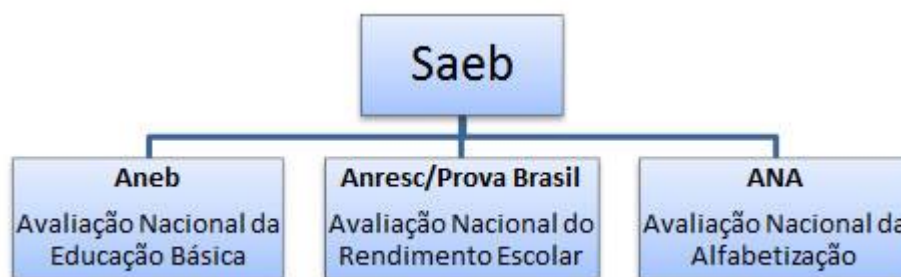 Saeb
Aneb
Avaliação Nacional da
Educação Básica
Anresc/Prova Brasil
Avaliação Nacional do
Rendimento Escolar
ANA
Avaliação Nacional da
Alfabetização